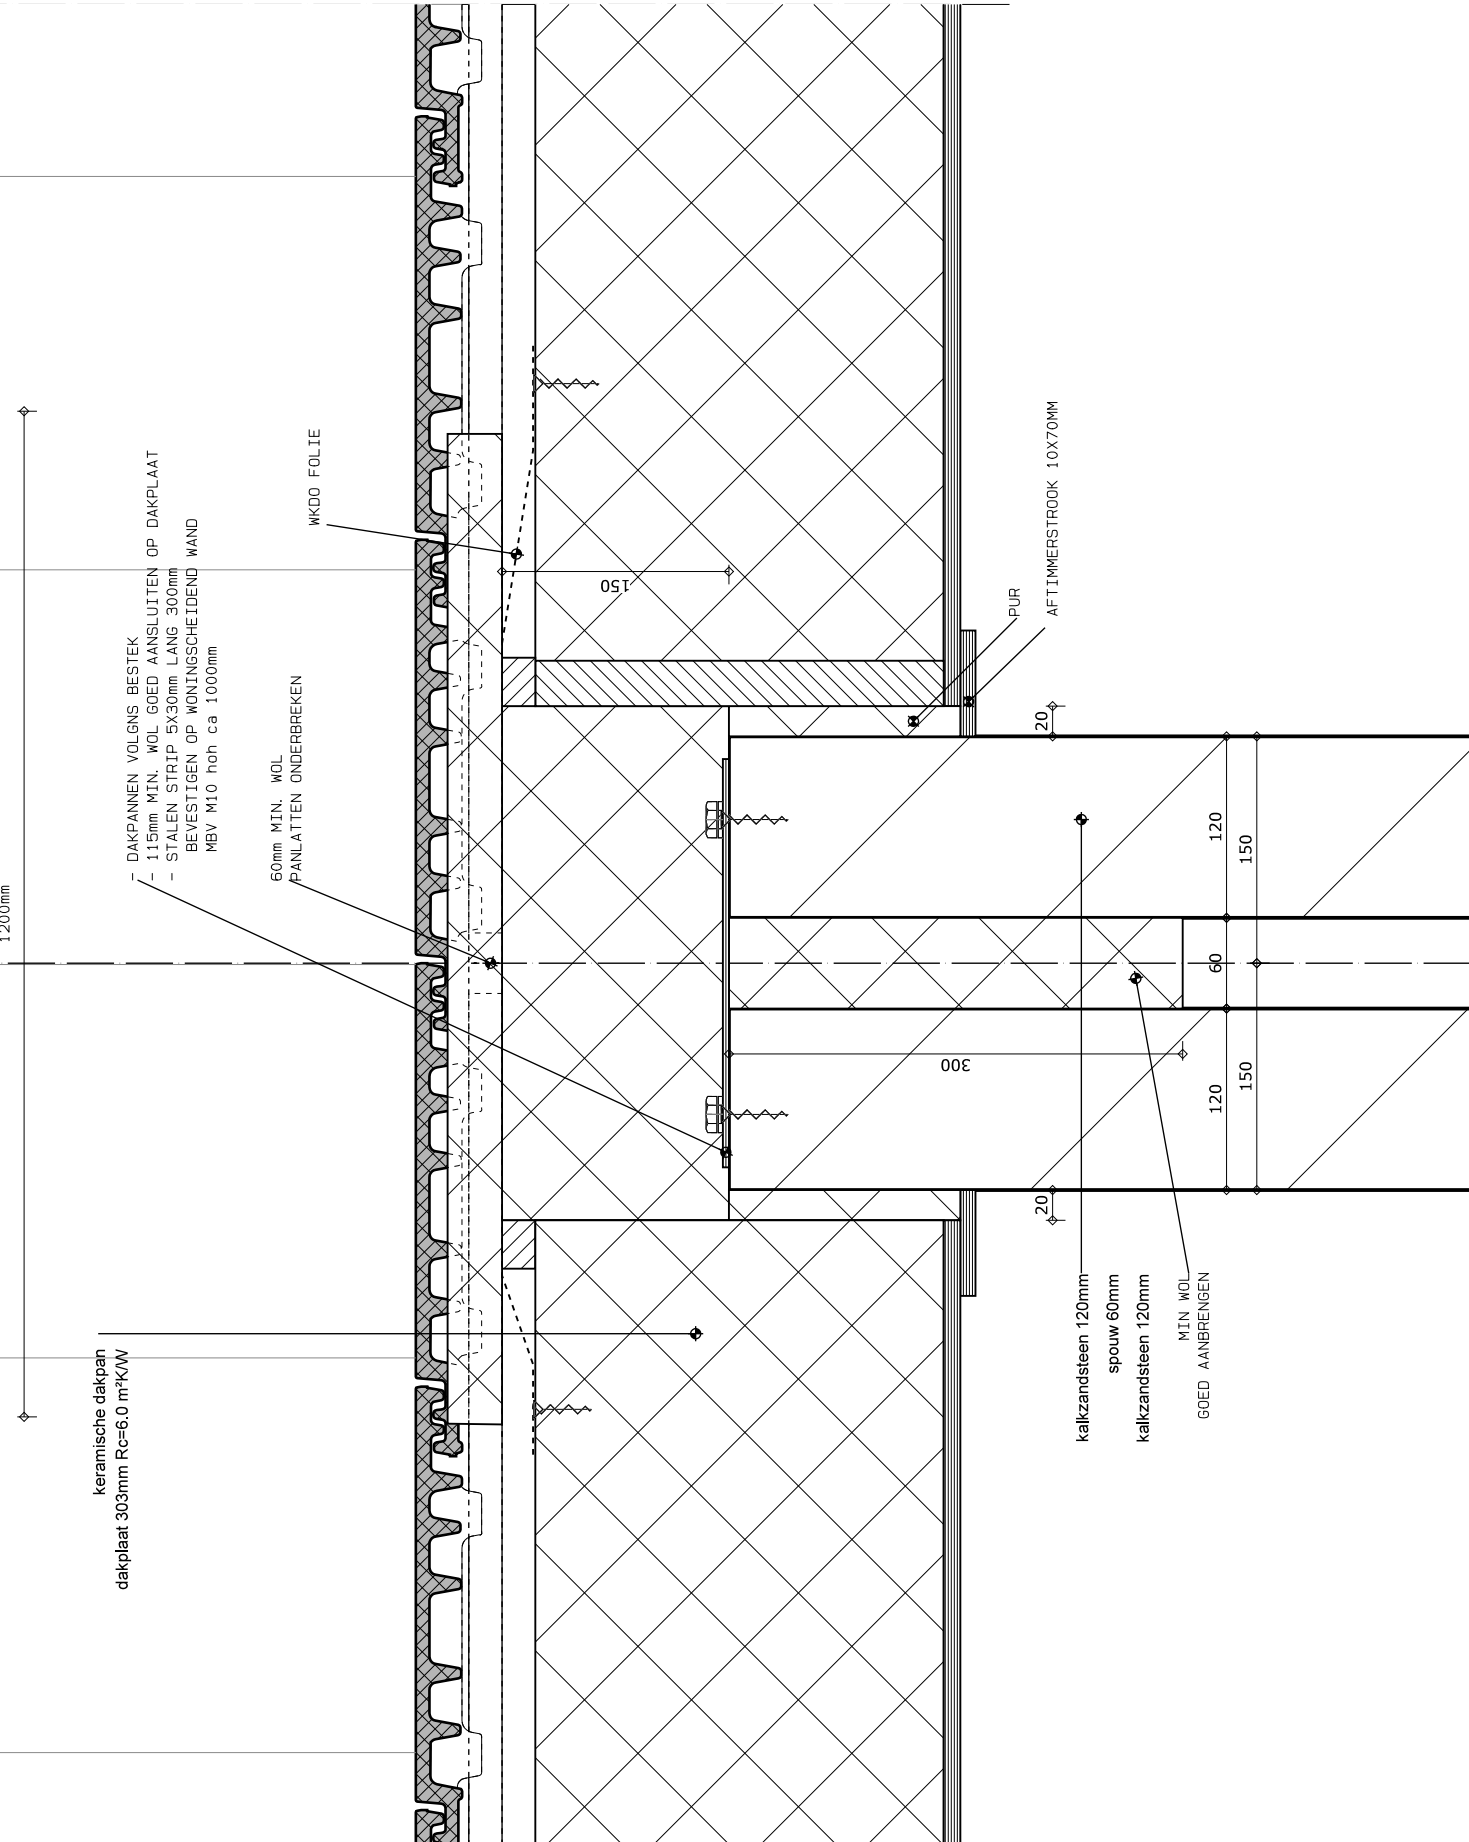 1200mm
- DAKPANNEN VOLGNS BESTEK
- 115mm MIN. WOL GOED AANSLUITEN OP DAKPLAAT
- STALEN STRIP 5X30mm LANG 300mm
BEVESTIGEN OP WONINGSCHEIDEND WAND
MBV M10 hoh ca 1000mm
60mm MIN. WOL
PANLATTEN ONDERBREKEN
WKDO FOLIE
keramische dakpan
dakplaat 303mm Rc=6.0 m²K/W
150
PUR
AFTIMMERSTROOK 10X70MM
20
120
150
60
300
120
150
20
kalkzandsteen 120mm
spouw 60mm
kalkzandsteen 120mm
MIN WOL
GOED AANBRENGEN